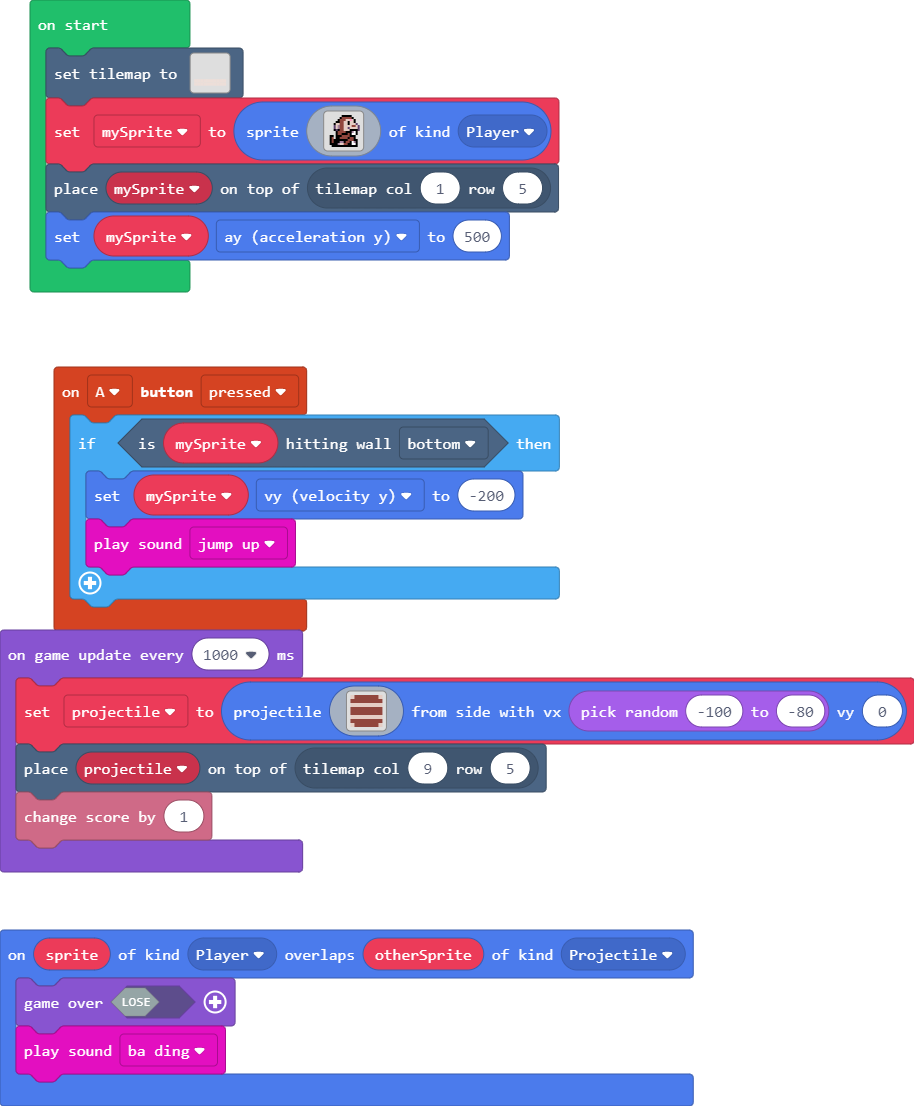 on start
set tilemap to
set mySprite to sprite of kind Player
place mySprite on top of tilemap col 1 row 5
set mySprite ay (acceleration y) to 500
on A button pressed
if is mySprite hitting wall bottom then
set mySprite vy (velocity y) to -200
play sound jump up
on game update every 1000 ms
set projectile to projectile from side with vx pick random -100 to -80 vy 0
place projectile on top of tilemap col 9 row 5
change score by 1
on sprite of kind Player overlaps otherSprite of kind Projectile
game over LOSE
play sound ba ding